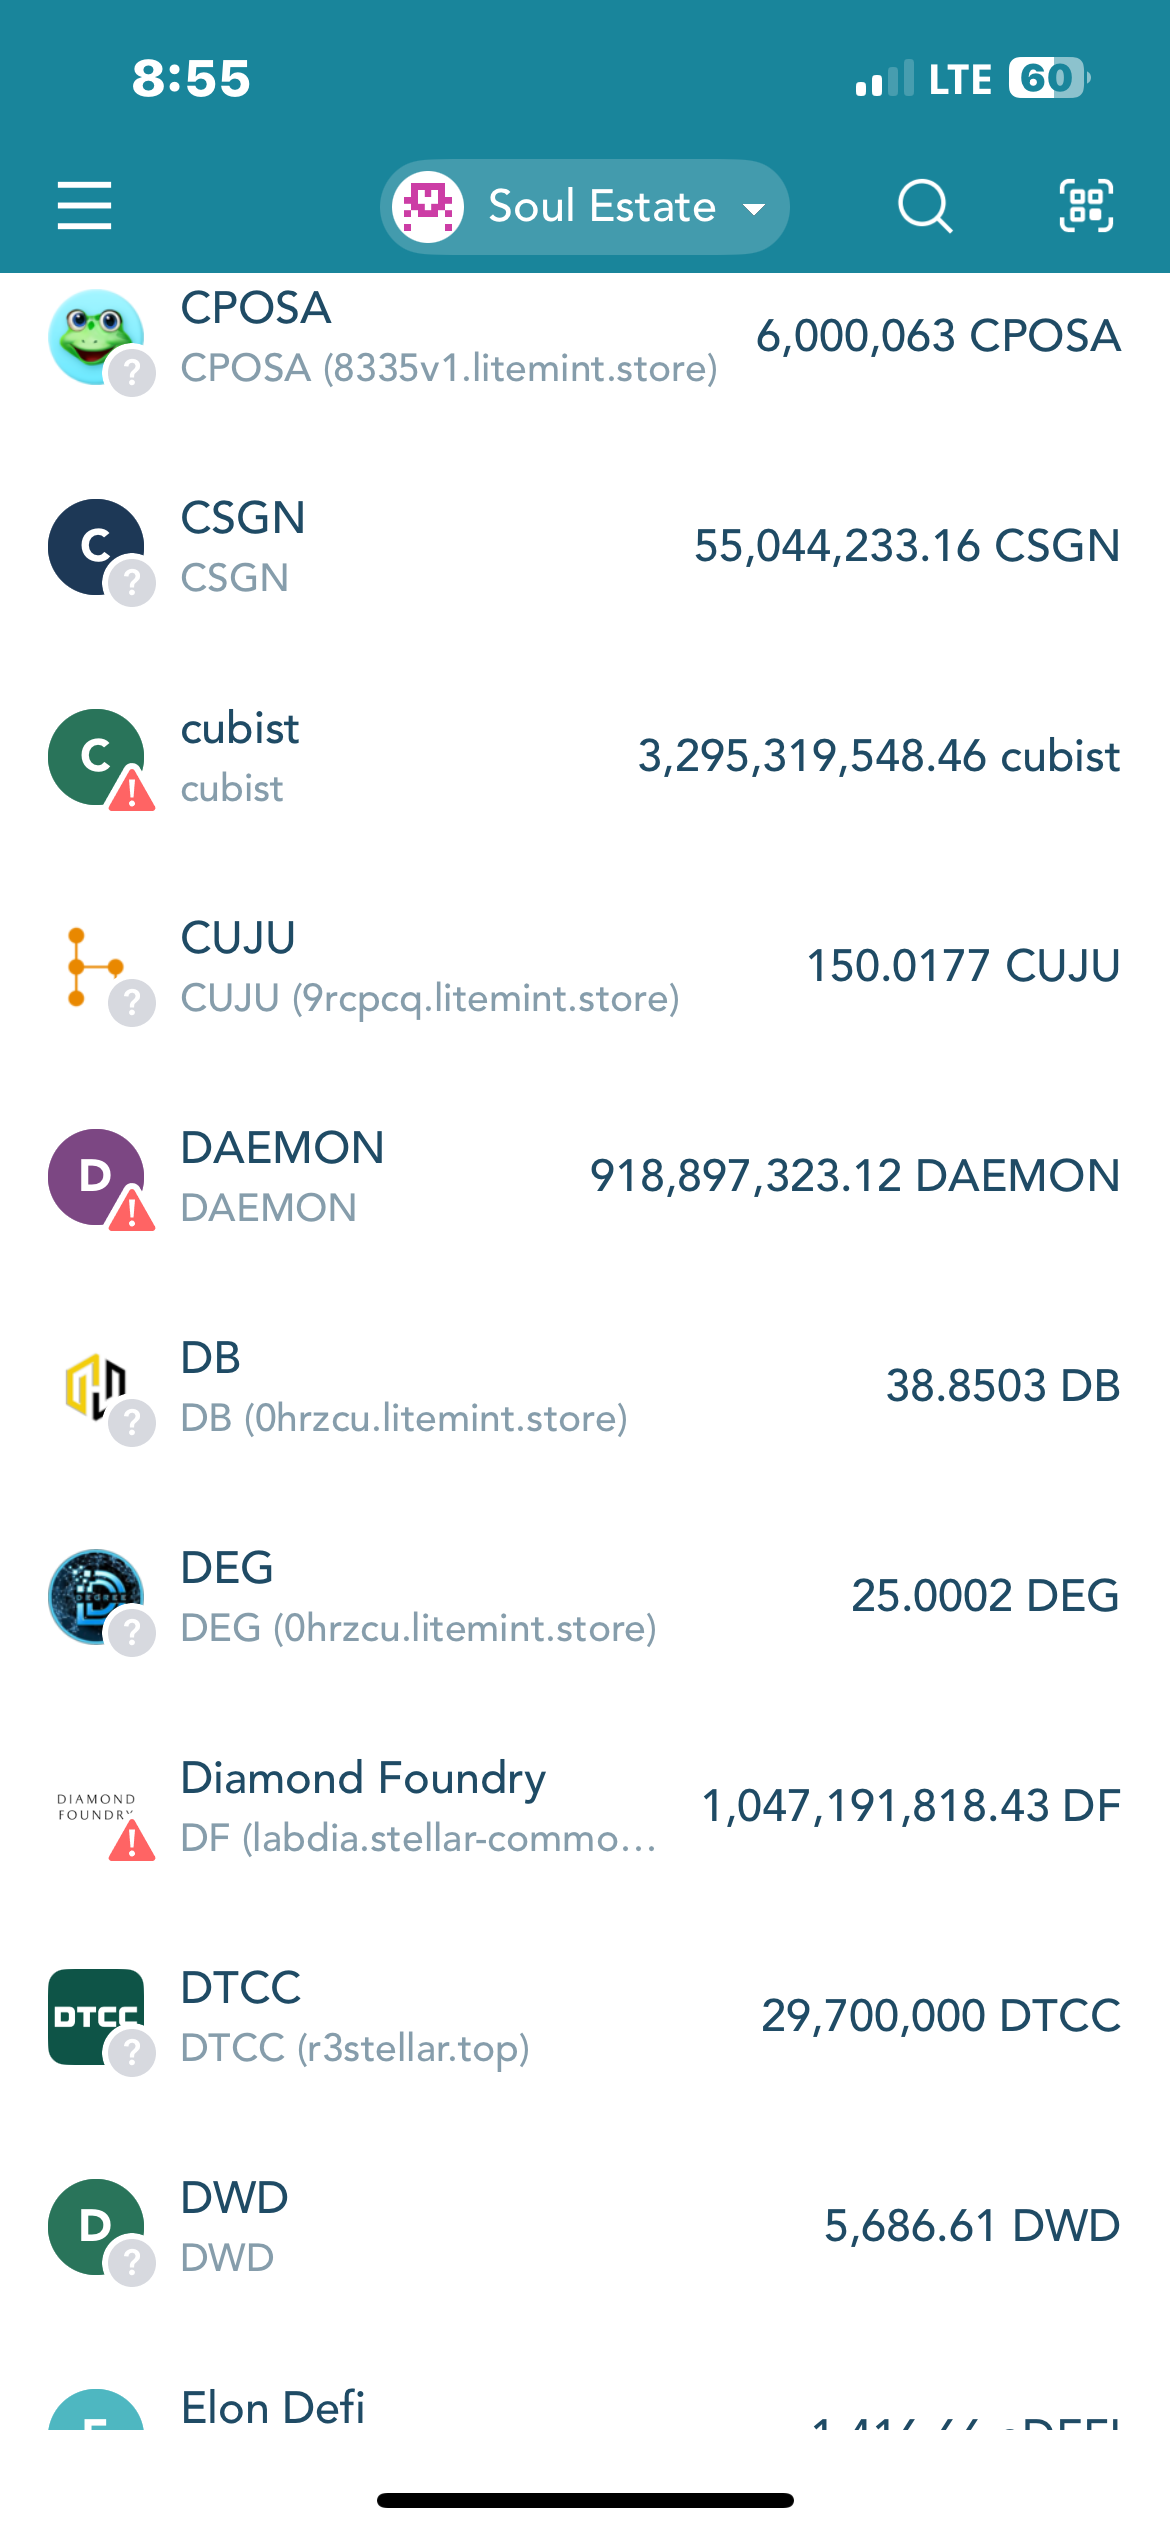 8:55
LTE 60
Soul Estate
CPOSA
CPOSA (8335v1.litemint.store)
6,000,063 CPOSA
C
CSGN
CSGN
55,044,233.16 CSGN
C
cubist
cubist
3,295,319,548.46 cubist
CUJU
CUJU (9rcpcq.litemint.store)
150.0177 CUJU
D
DAEMON
DAEMON
918,897,323.12 DAEMON
DB
DB (0hrzcu.litemint.store)
38.8503 DB
DEGREE
DEG
DEG (0hrzcu.litemint.store)
25.0002 DEG
DIAMOND
FOUNDRY
Diamond Foundry
DF (labdia.stellar-commo...
1,047,191,818.43 DF
DTCC
DTCC
DTCC (r3stellar.top)
29,700,000 DTCC
D
DWD
DWD
5,686.61 DWD
Elon Defi